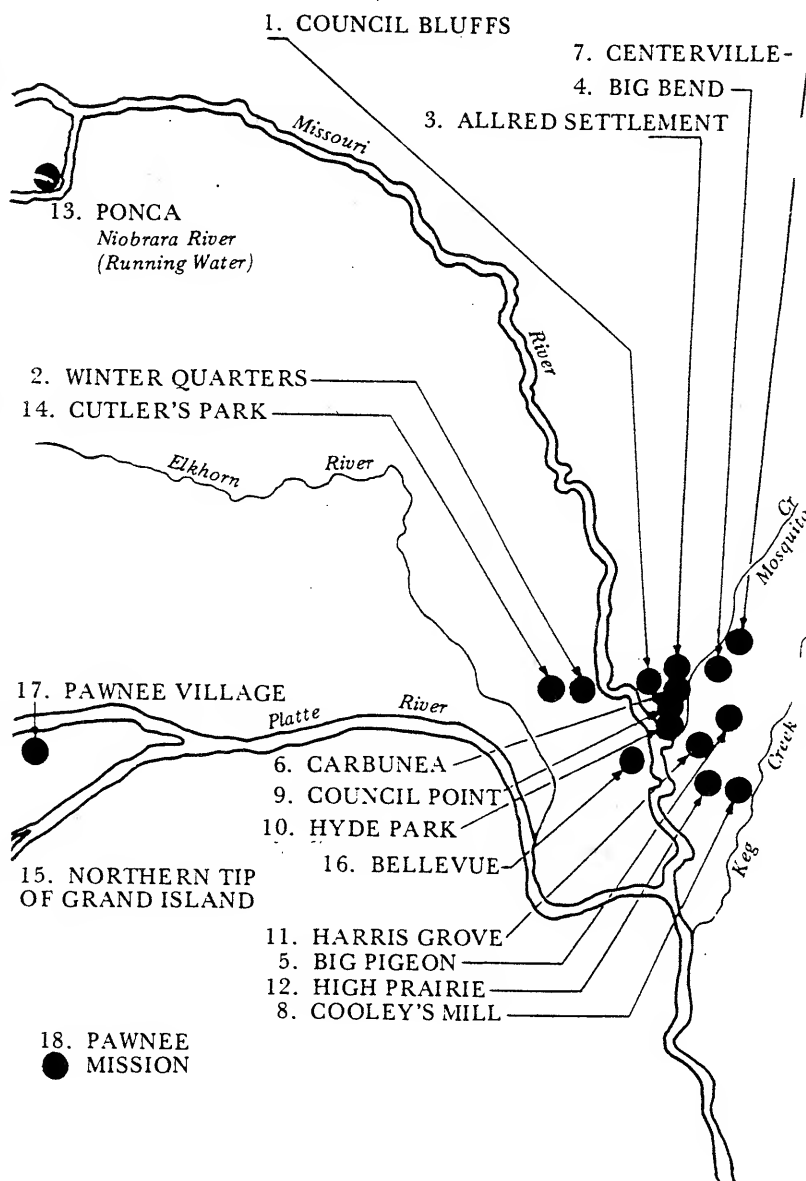 1. COUNCIL BLUFFS
7. CENTERVILLE-
4. BIG BEND
3. ALLRED SETTLEMENT
Missouri
13. PONCA
Niobrara River
(Running Water)
River
2. WINTER QUARTERS
14. CUTLER'S PARK
Elkhorn River
Cr
Mosquito
17. PAWNEE VILLAGE
Platte River
6. CARBUNEA
9. COUNCIL POINT
10. HYDE PARK
16. BELLEVUE
Creek
Keg
15. NORTHERN TIP
OF GRAND ISLAND
11. HARRIS GROVE
5. BIG PIGEON
12. HIGH PRAIRIE
8. COOLEY'S MILL
18. PAWNEE
MISSION